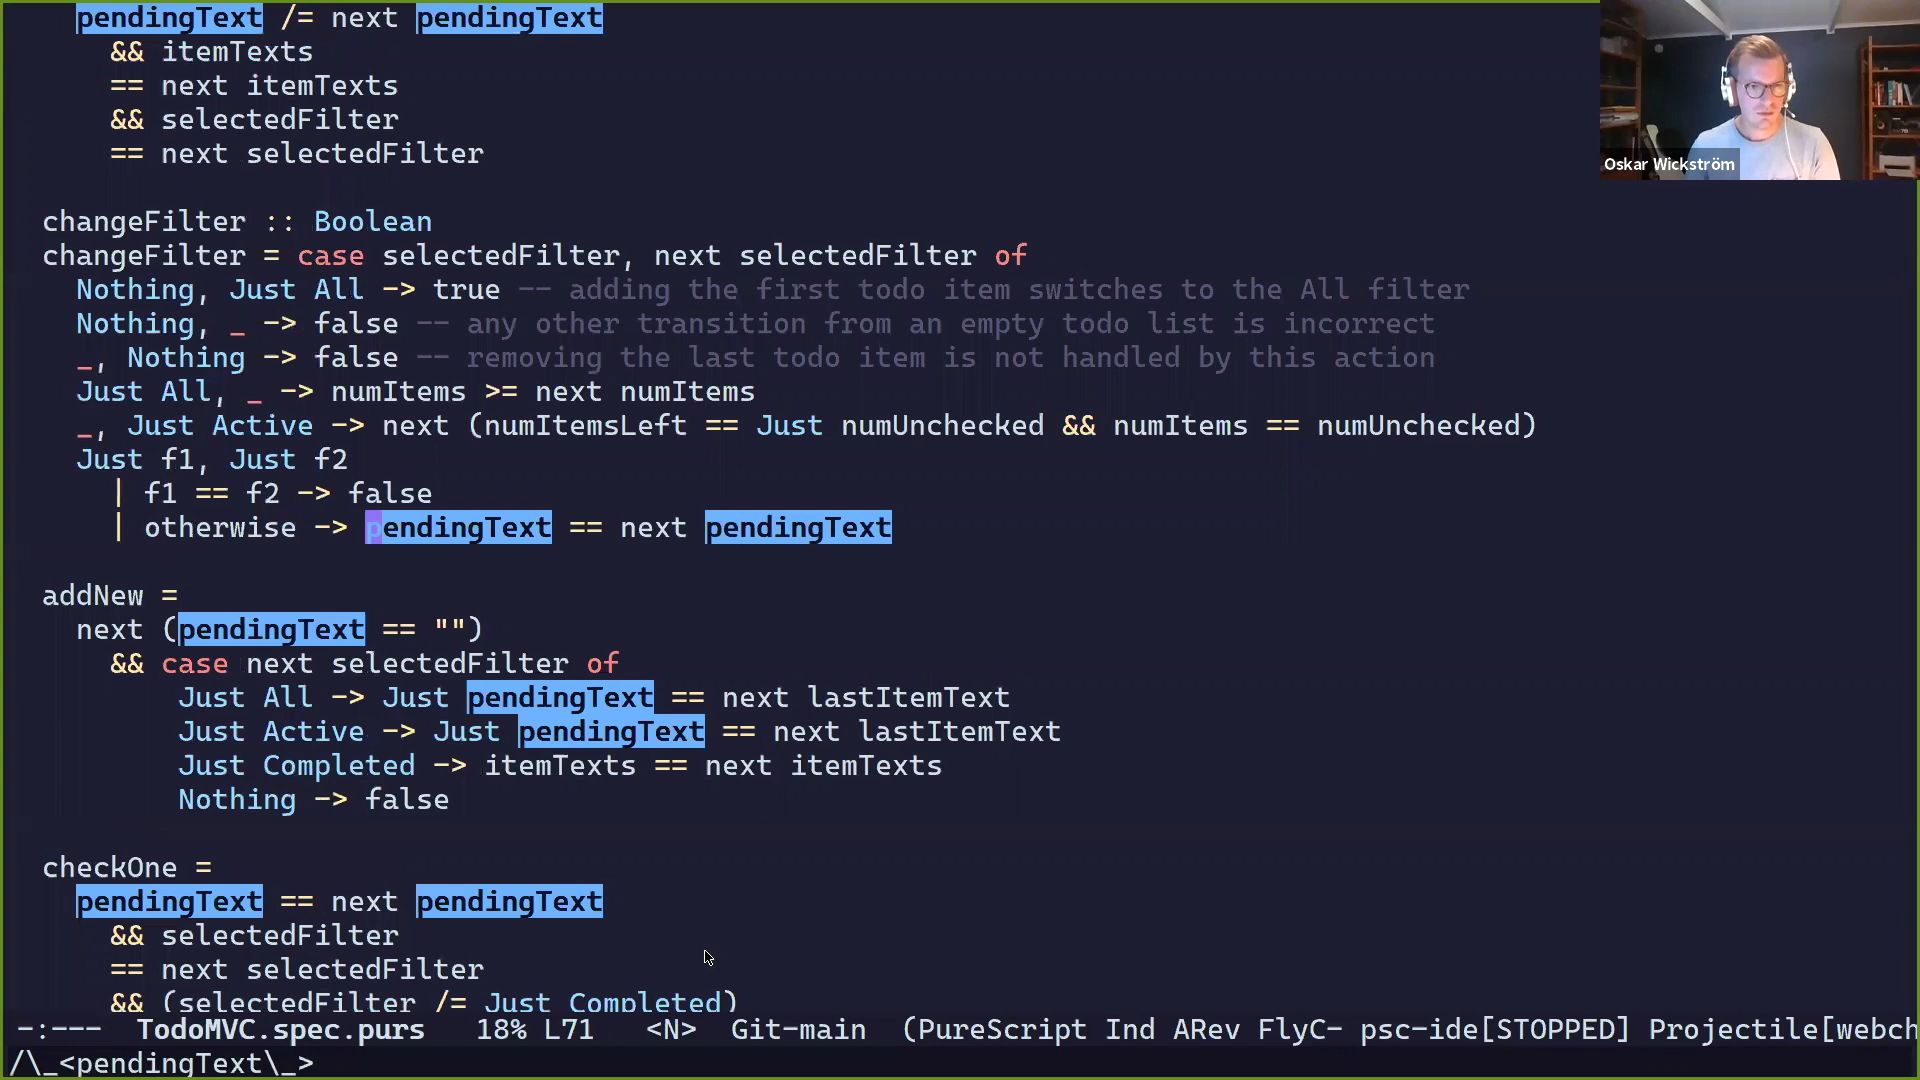 pendingText /= next pendingText
&& itemTexts
== next itemTexts
&& selectedFilter
== next selectedFilter
Oskar Wickström
changeFilter :: Boolean
changeFilter = case selectedFilter, next selectedFilter of
Nothing, Just All -> true -- adding the first todo item switches to the All filter
Nothing, _ -> false -- any other transition from an empty todo list is incorrect
_, Nothing -> false -- removing the last todo item is not handled by this action
Just All, _ -> numItems >= next numItems
_, Just Active -> next (numItemsLeft == Just numUnchecked && numItems == numUnchecked)
Just f1, Just f2
| f1 == f2 -> false
| otherwise -> pendingText == next pendingText
addNew =
next (pendingText == "")
&& case next selectedFilter of
Just All -> Just pendingText == next lastItemText
Just Active -> Just pendingText == next lastItemText
Just Completed -> itemTexts == next itemTexts
Nothing -> false
checkOne =
pendingText == next pendingText
&& selectedFilter
== next selectedFilter
&& (selectedFilter /= Just Completed)
-:--- TodoMVC.spec.purs 18% L71 <N> Git-main (PureScript Ind ARev FlyC- psc-ide[STOPPED] Projectile[webch
/\_<pendingText\_>